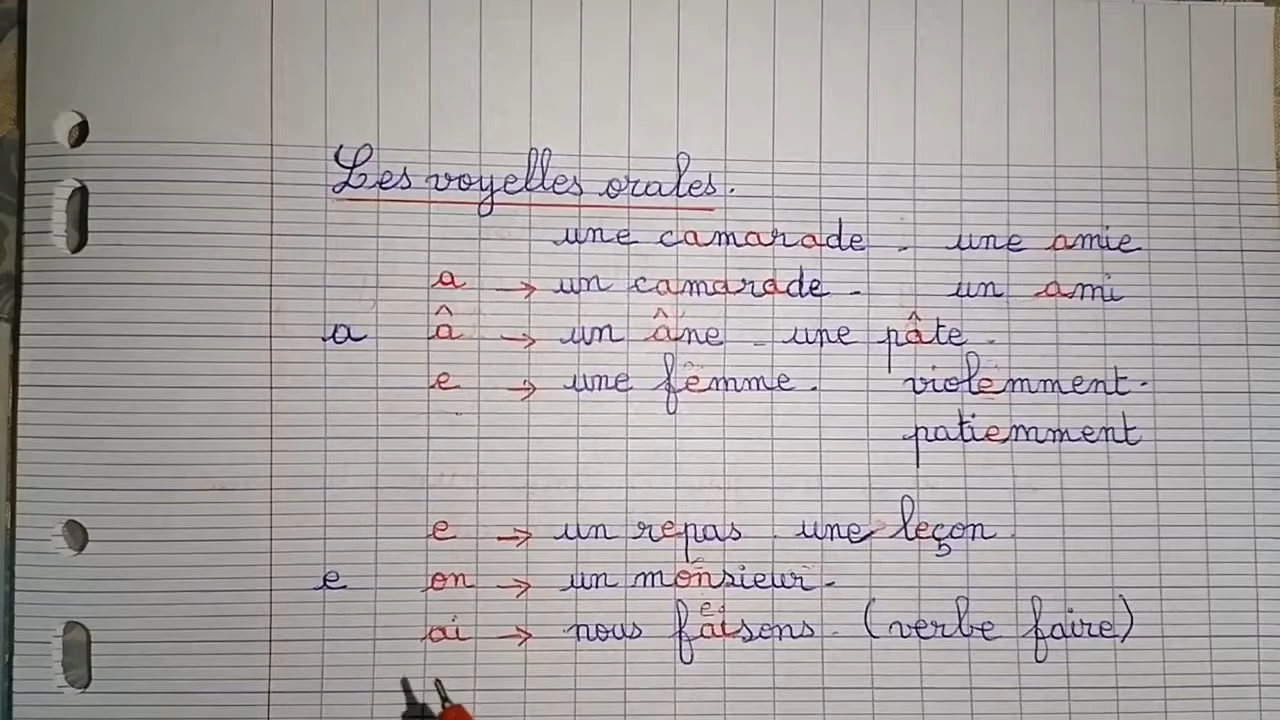 Les voyelles orales.
une camarade - une amie
a → un camarade - un ami
a â → un âne - une pâte.
e → une femme. violemment.
patiemment
e → un repas. une leçon.
e on → un monsieur.
ai → nous faisons. (verbe faire)